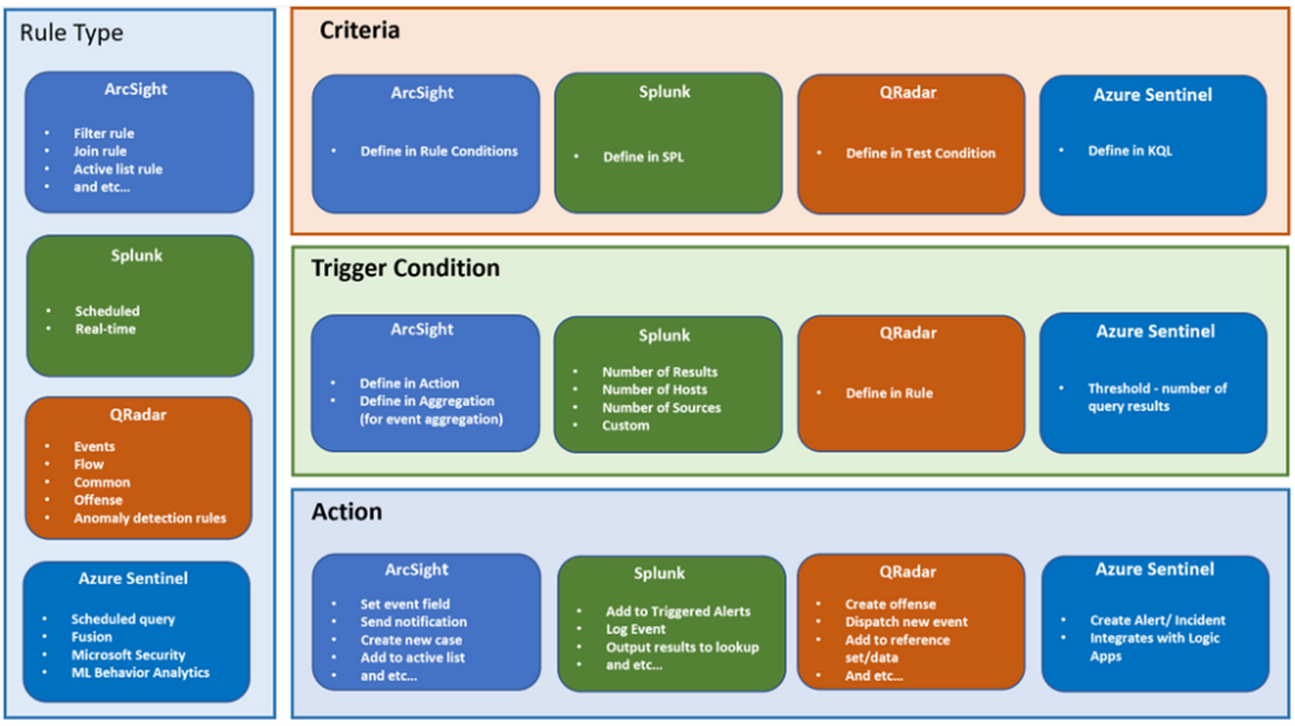 Rule Type
ArcSight
• Filter rule
• Join rule
• Active list rule
• and etc...
Splunk
• Scheduled
• Real-time
QRadar
• Events
• Flow
• Common
• Offense
• Anomaly detection rules
Azure Sentinel
• Scheduled query
• Fusion
• Microsoft Security
• ML Behavior Analytics
Criteria
ArcSight
• Define in Rule Conditions
Splunk
• Define in SPL
QRadar
• Define in Test Condition
Azure Sentinel
• Define in KQL
Trigger Condition
ArcSight
• Define in Action
• Define in Aggregation
(for event aggregation)
Splunk
• Number of Results
• Number of Hosts
• Number of Sources
• Custom
QRadar
• Define in Rule
Azure Sentinel
• Threshold - number of
query results
Action
ArcSight
• Set event field
• Send notification
• Create new case
• Add to active list
• and etc...
Splunk
• Add to Triggered Alerts
• Log Event
• Output results to lookup
• and etc...
QRadar
• Create offense
• Dispatch new event
• Add to reference
set/data
• And etc...
Azure Sentinel
• Create Alert/ Incident
• Integrates with Logic
Apps